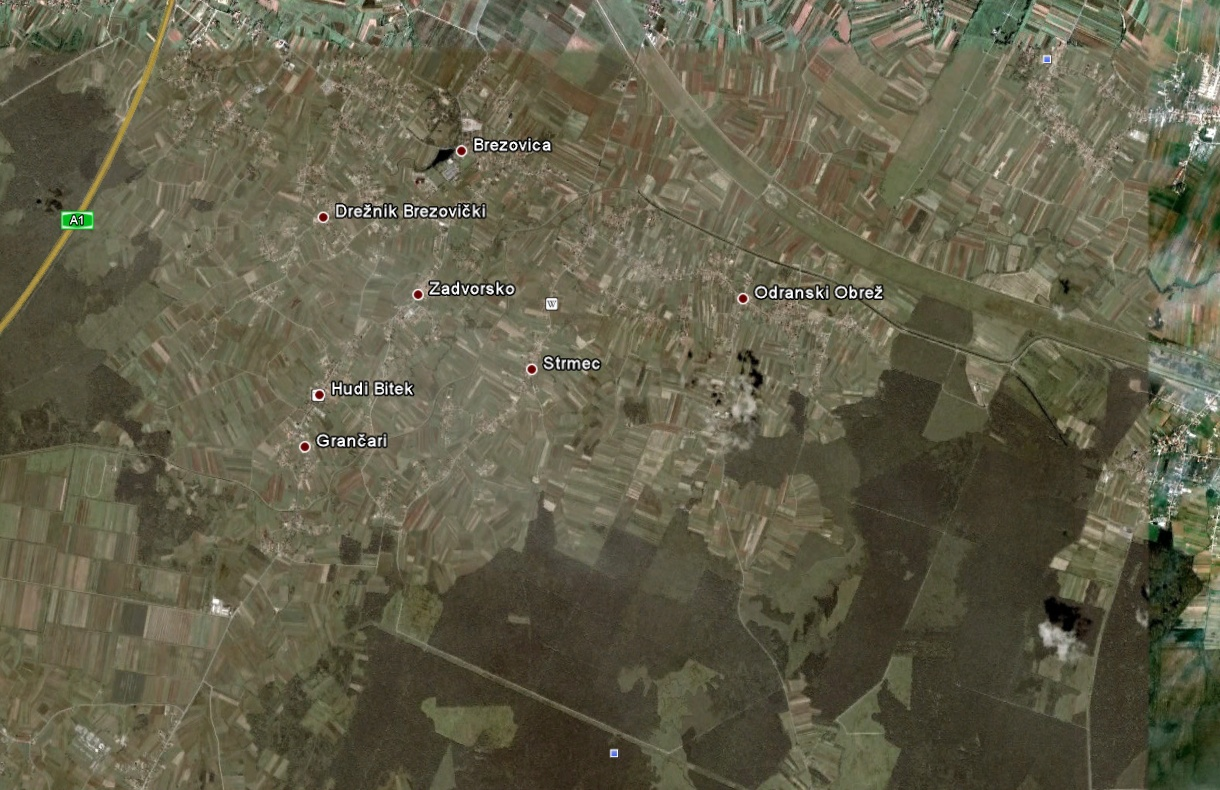 Brezovica
Drežnik Brezovički
A1
Zadvorsko
W
Odranski Obrež
Strmec
Hudi Bitek
Grančari